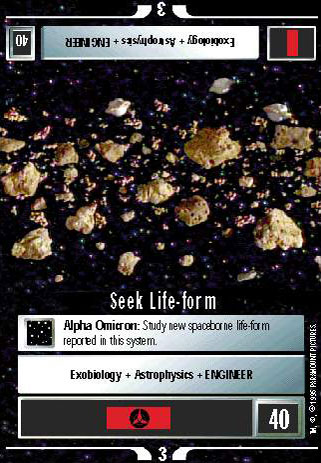 3
40
Exobiology + Astrophysics + ENGINEER
Seek Life-form
Alpha Omicron: Study new spaceborne life-form
reported in this system.
Exobiology + Astrophysics + ENGINEER
40
3
TM, ®, © 1995 PARAMOUNT PICTURES.